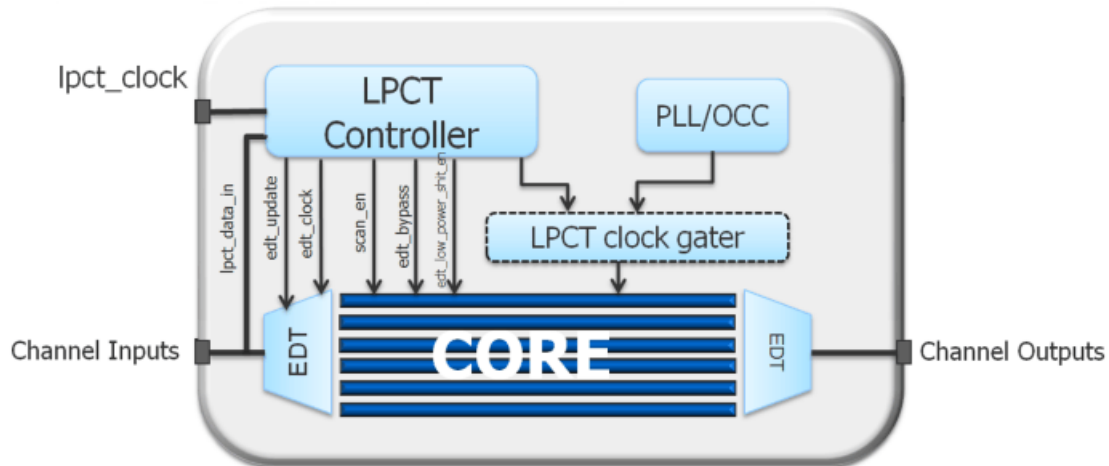 lpct_clock
LPCT
Controller
PLL/OCC
lpct_data_in
edt_update
edt_clock
scan_en
edt_bypass
edt_low_power_shit_en
LPCT clock gater
Channel Inputs
EDT
CORE
EDT
Channel Outputs